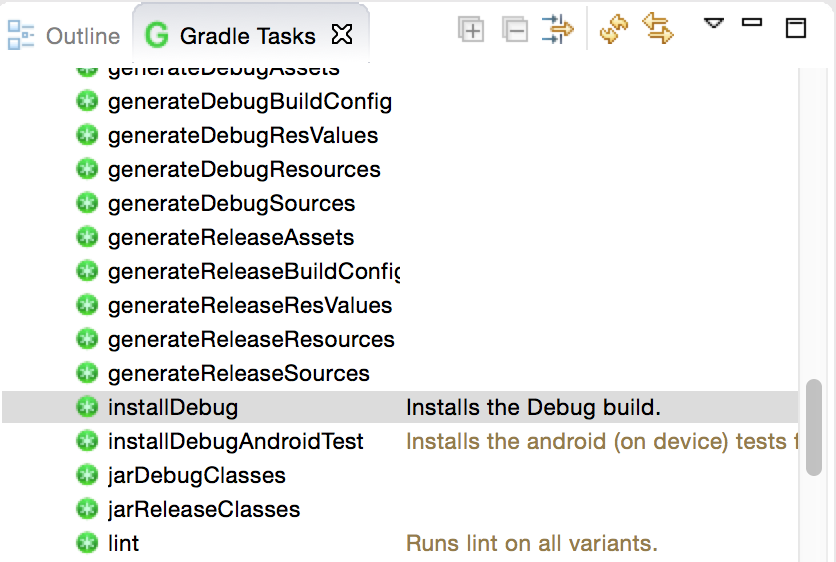 Outline
Gradle Tasks
generateDebugAssets
generateDebugBuildConfig
generateDebugResValues
generateDebugResources
generateDebugSources
generateReleaseAssets
generateReleaseBuildConfig
generateReleaseResValues
generateReleaseResources
generateReleaseSources
installDebug Installs the Debug build.
installDebugAndroidTest Installs the android (on device) tests
jarDebugClasses
jarReleaseClasses
lint Runs lint on all variants.